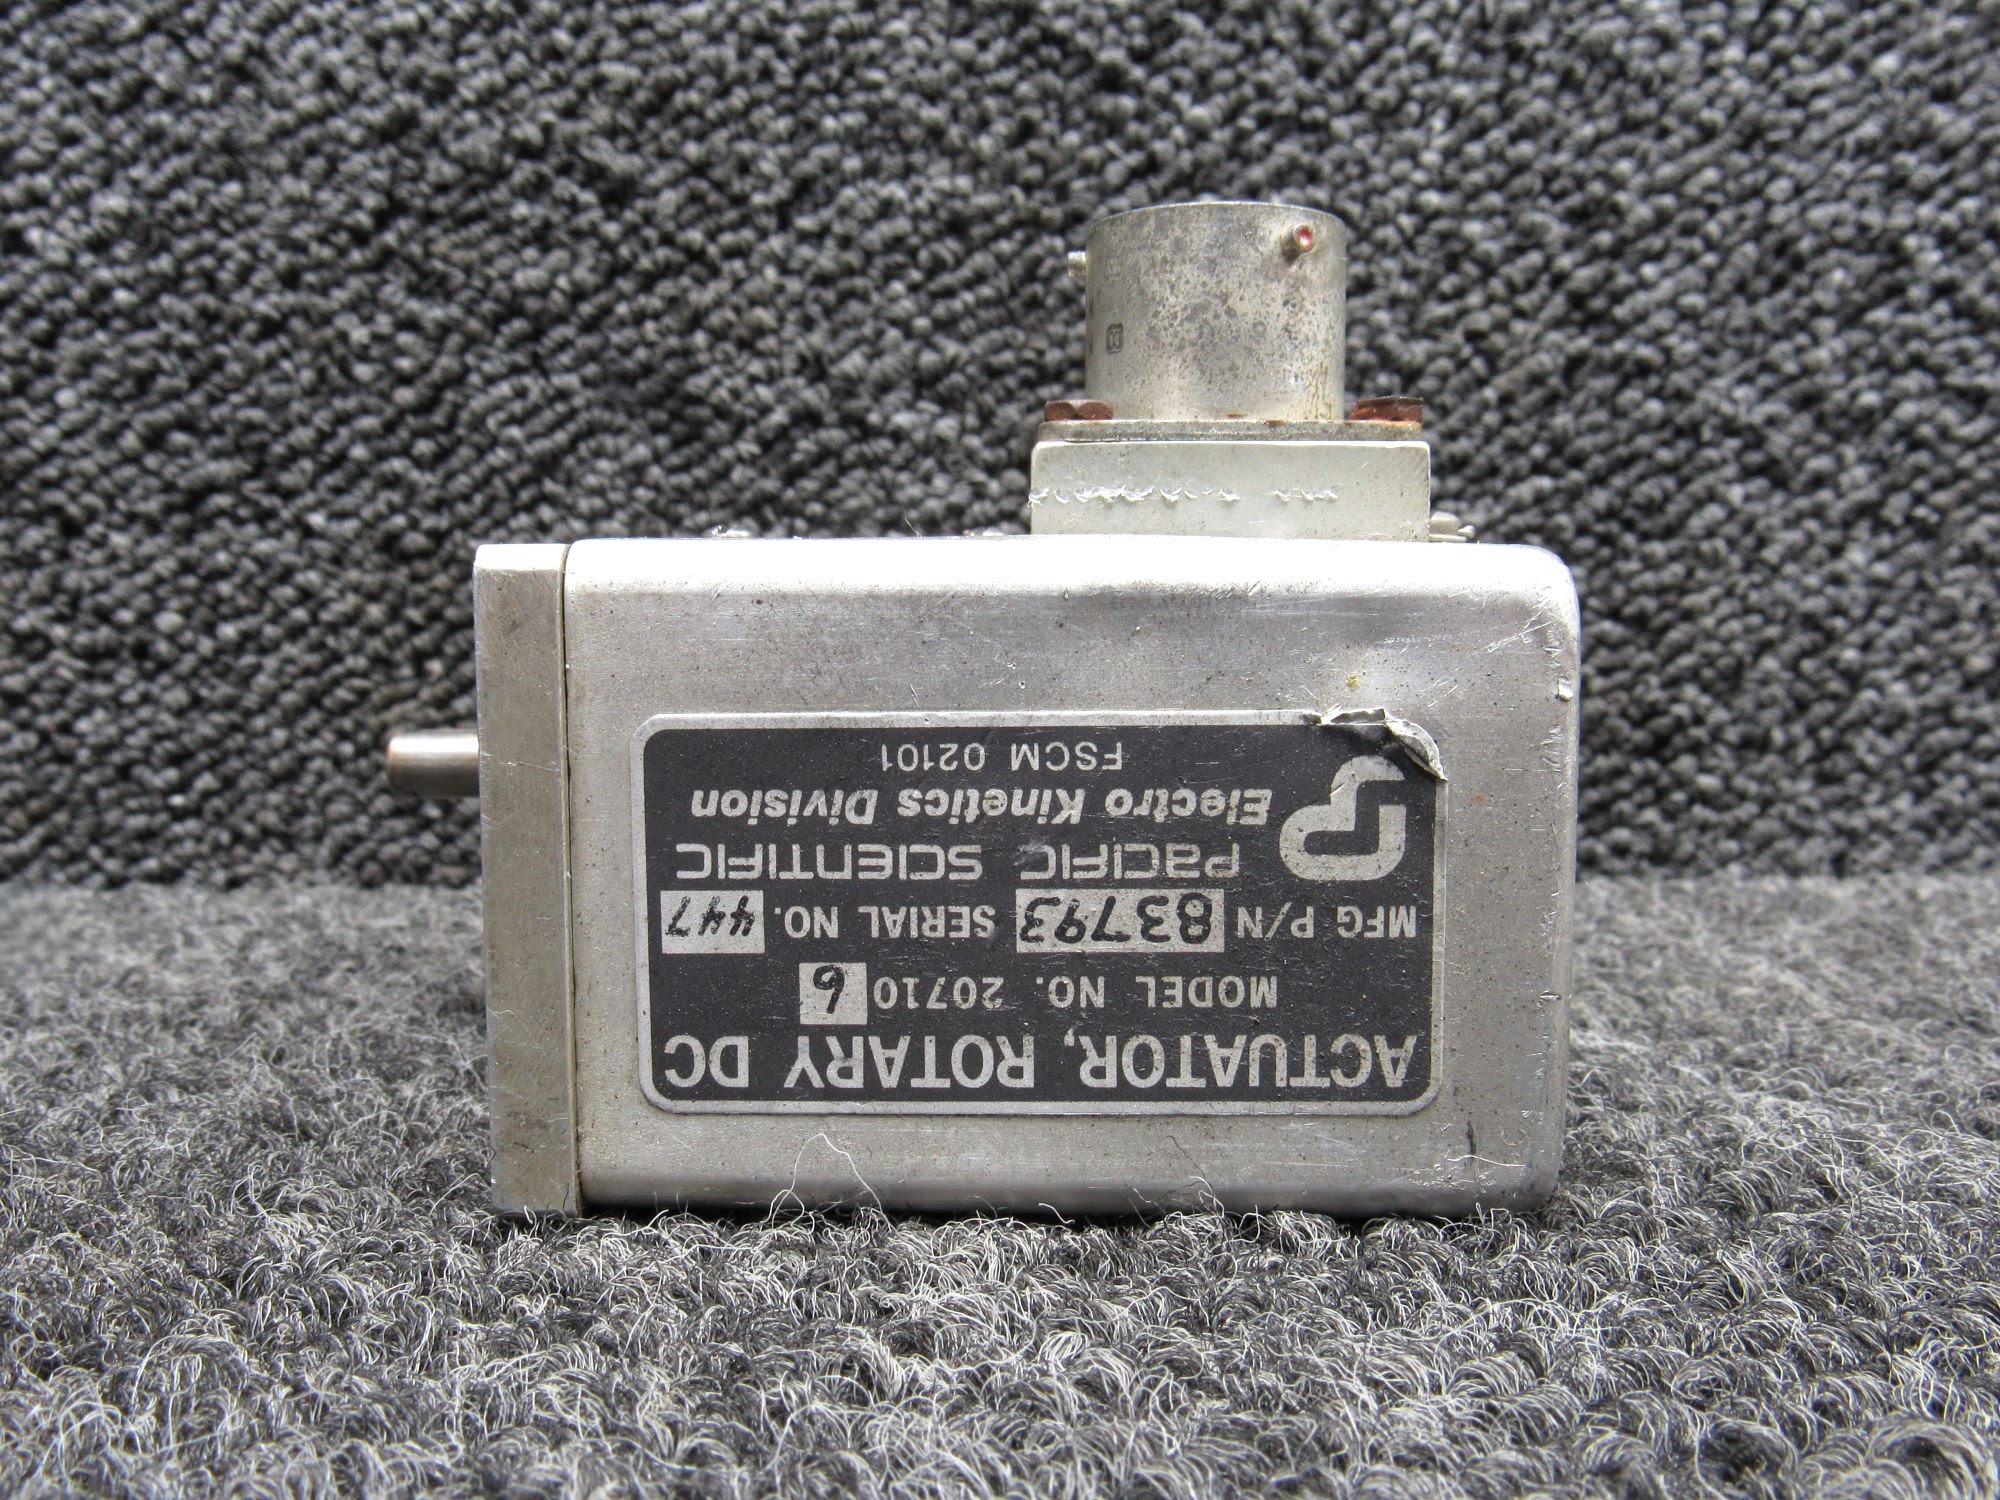 ACTUATOR, ROTARY DC
MODEL NO. 20710 6
MFG P/N 83793 SERIAL NO. 447
PACIFIC SCIENTIFIC
Electro Kinetics Division
FSCM 02101